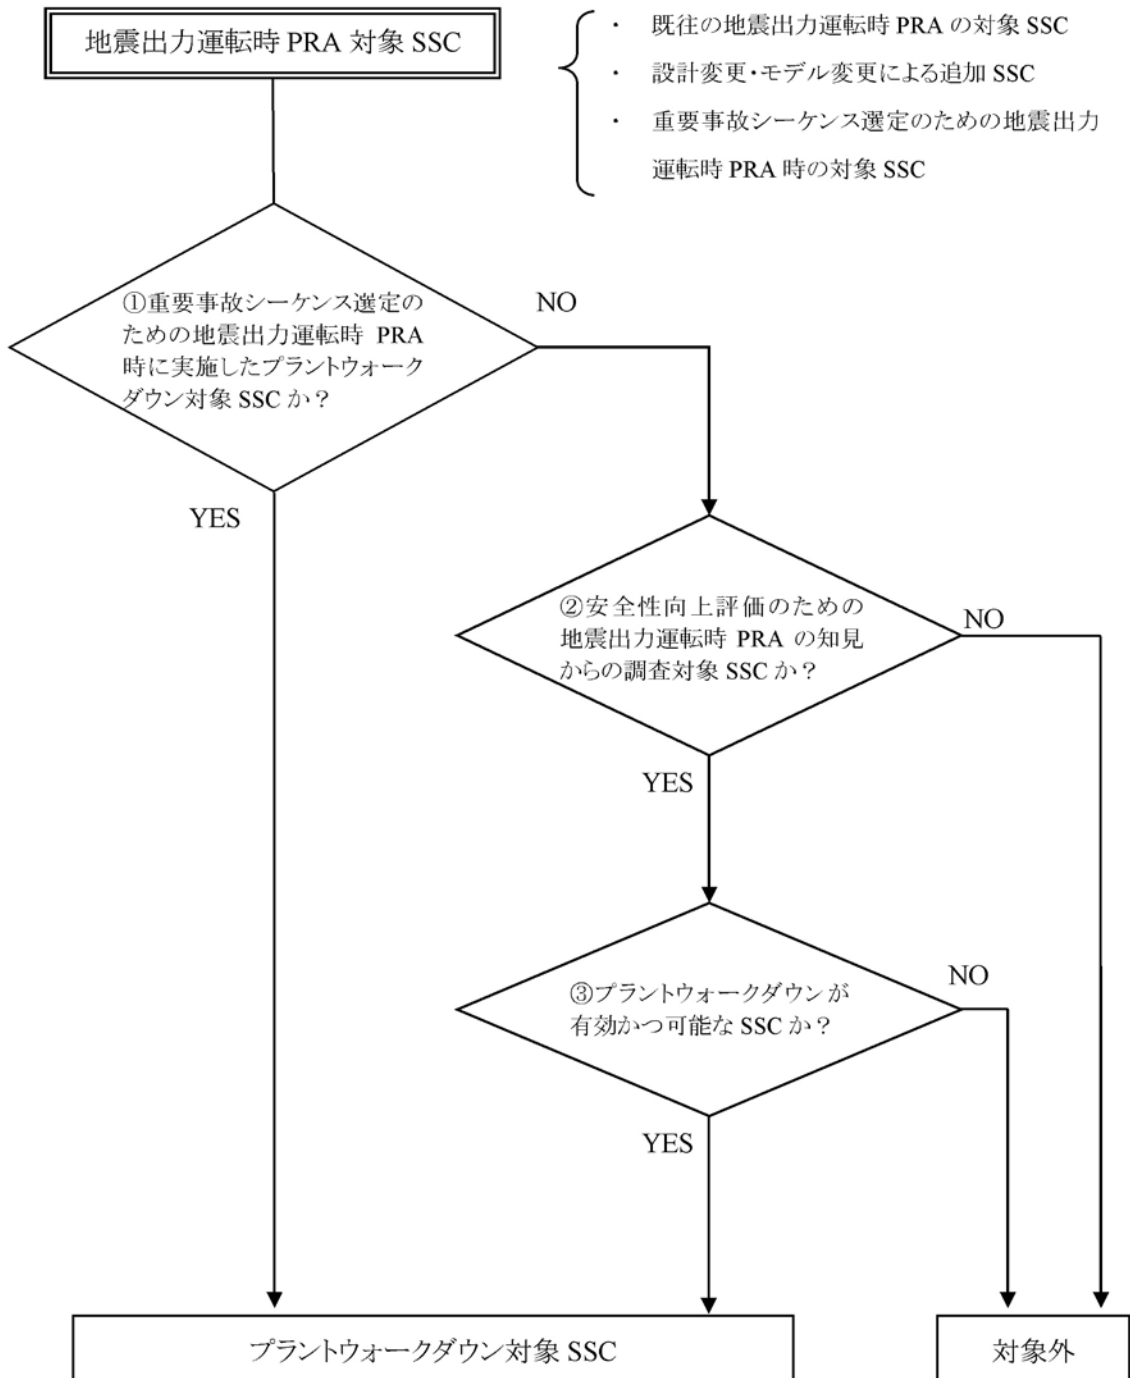 地震出力運転時 PRA 対象 SSC
・ 既往の地震出力運転時 PRA の対象 SSC
・ 設計変更・モデル変更による追加 SSC
・ 重要事故シーケンス選定のための地震出力
運転時 PRA 時の対象 SSC
①重要事故シーケンス選定の
ための地震出力運転時 PRA
時に実施したプラントウォーク
ダウン対象 SSC か？
NO
YES
②安全性向上評価のための
地震出力運転時 PRA の知見
からの調査対象 SSC か？
NO
YES
③プラントウォークダウンが
有効かつ可能な SSC か？
NO
YES
プラントウォークダウン対象 SSC
対象外